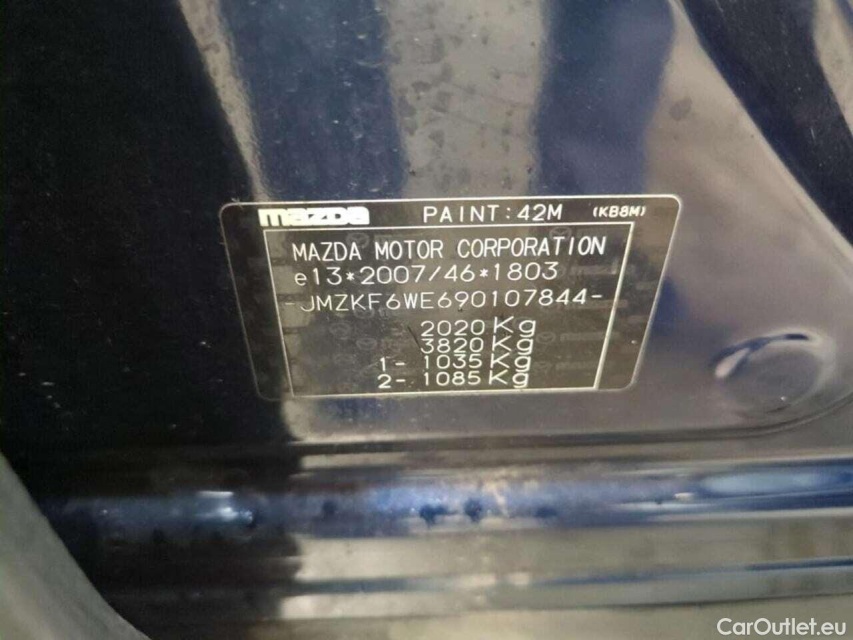 mazda PAINT:42M (KB8M)
MAZDA MOTOR CORPORATION
e13*2007/46*1803
-JMZKF6WE690107844-
2020 Kg
3820 Kg
1- 1035 Kg
2- 1085 Kg
CarOutlet.eu